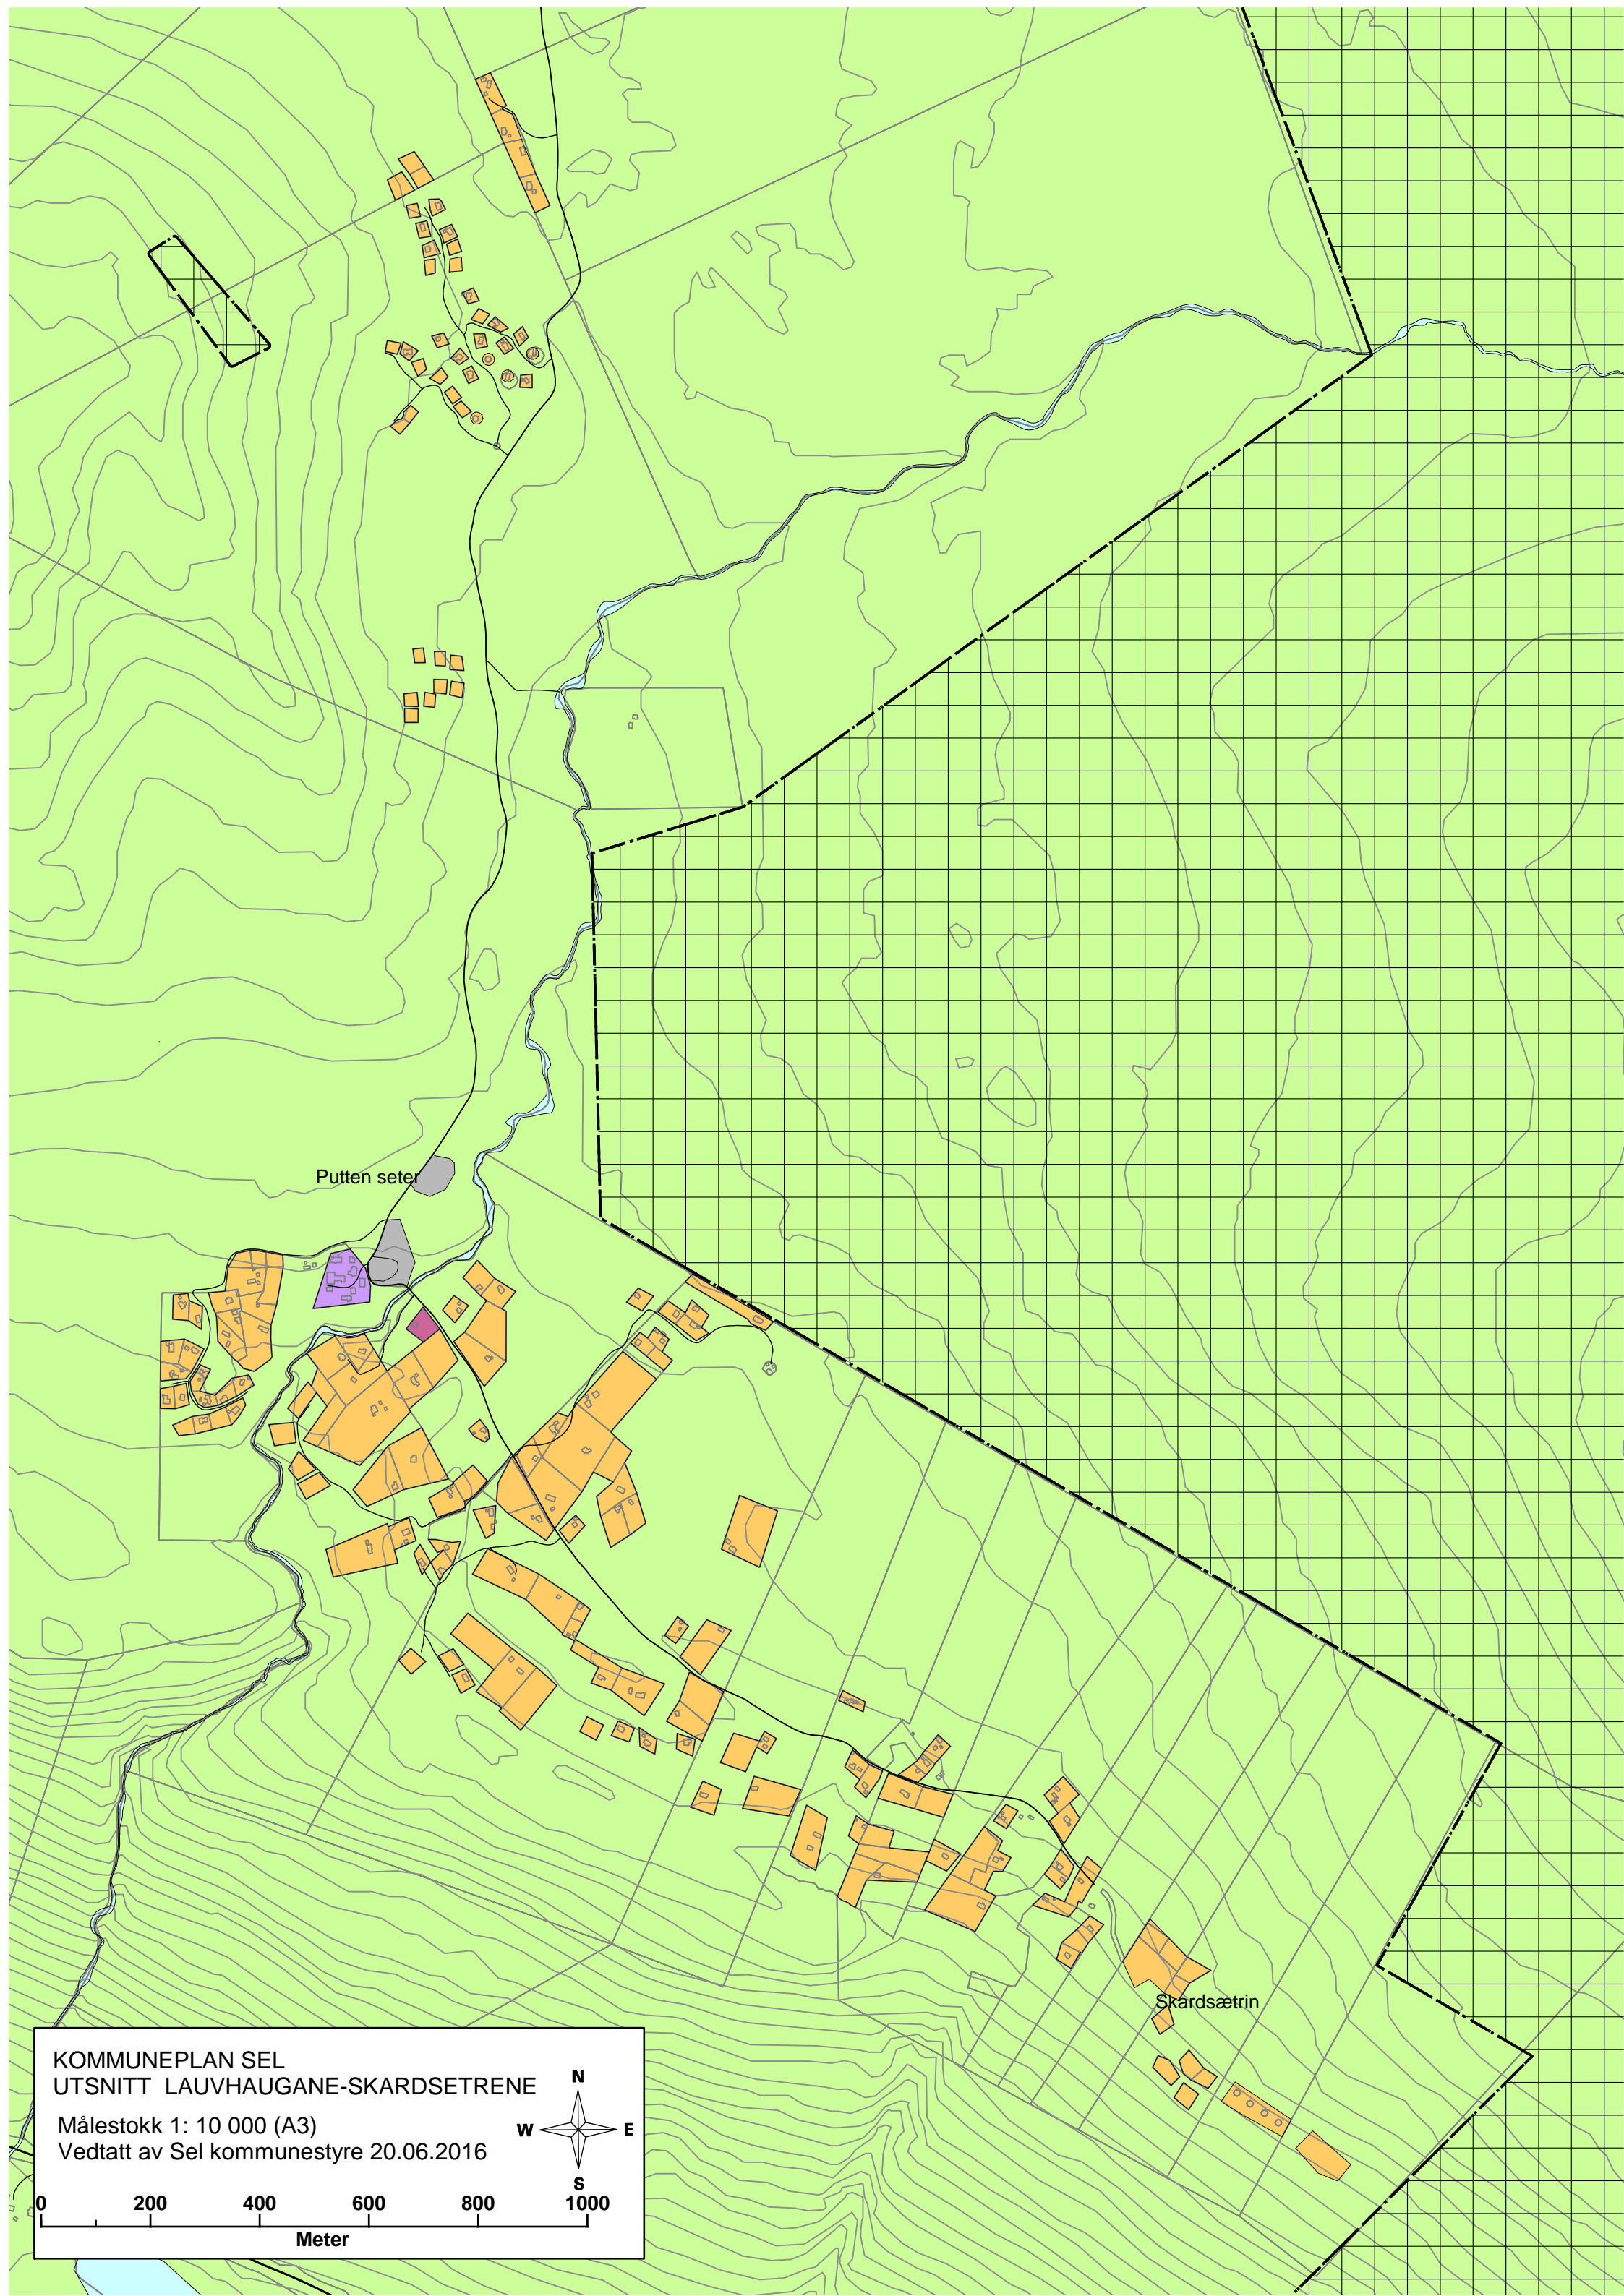 Putten seter
Skardsætrin
KOMMUNEPLAN SEL
UTSNITT LAUVHAUGANE-SKARDSETRENE
Målestokk 1: 10 000 (A3)
Vedtatt av Sel kommunestyre 20.06.2016
N
W E
S
0 200 400 600 800 1000
Meter